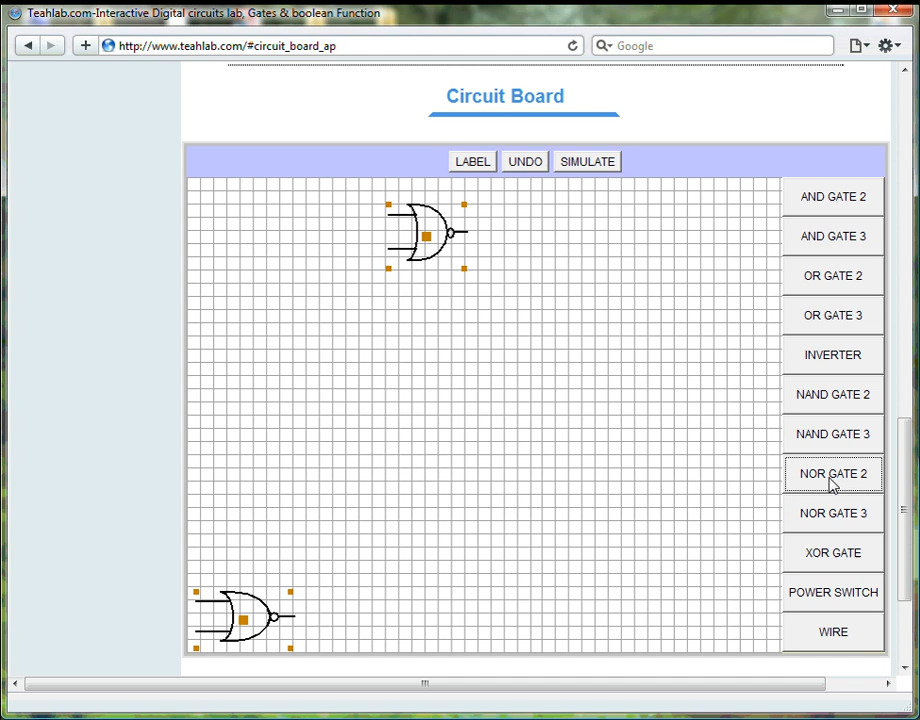 Teahlab.com-Interactive Digital circuits lab, Gates & boolean Function
http://www.teahlab.com/#circuit_board_ap
Google
Circuit Board
LABEL UNDO SIMULATE
AND GATE 2
AND GATE 3
OR GATE 2
OR GATE 3
INVERTER
NAND GATE 2
NAND GATE 3
NOR GATE 2
NOR GATE 3
XOR GATE
POWER SWITCH
WIRE